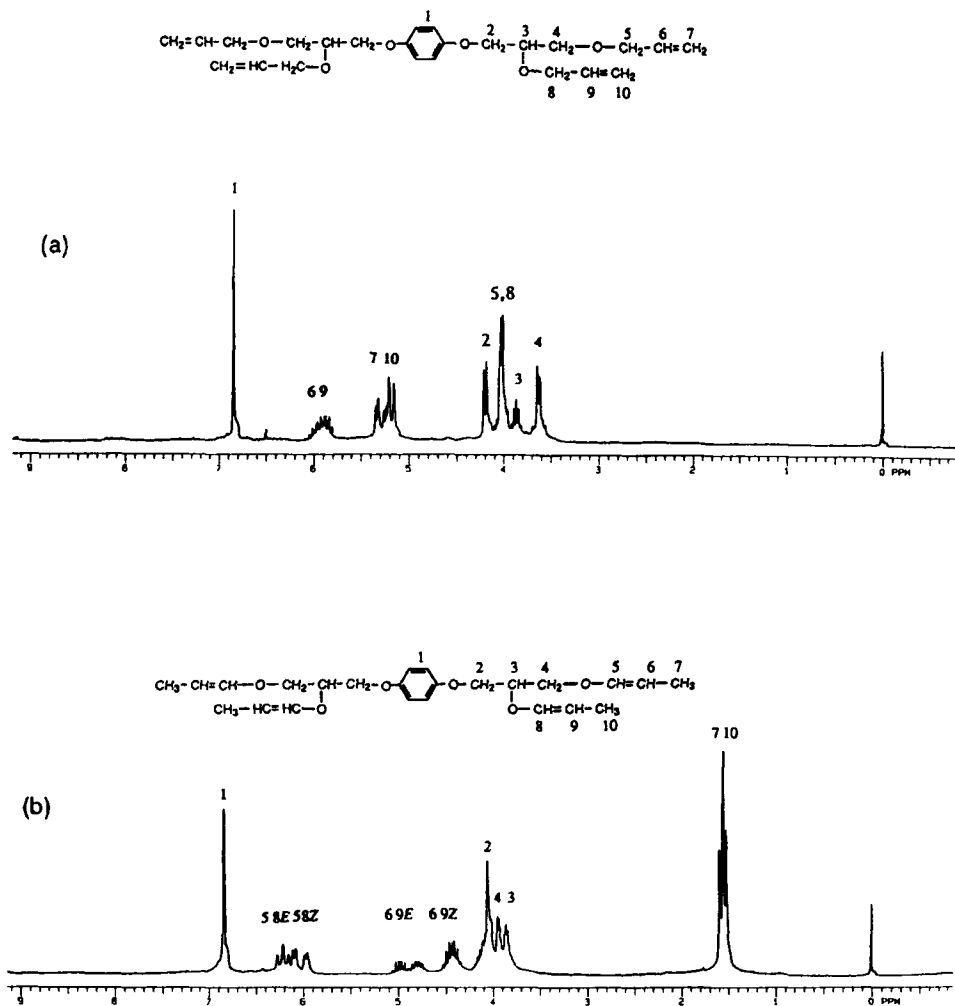 1 2 3 4 5 6 7
CH₂=CH-CH₂-O-CH₂-CH-CH₂-O O-CH₂-CH-CH₂-O-CH₂-CH=CH₂
CH₂=HC-H₂C-O O-CH₂-CH=CH₂
8 9 10
(a)
1
6 9
7 10
2
5,8
3
4
9 8 7 6 5 4 3 2 1 0 PPM
1 2 3 4 5 6 7
CH₃-CH=CH-O-CH₂-CH-CH₂-O O-CH₂-CH-CH₂-O-CH=CH-CH₃
CH₃-HC=HC-O O-CH=CH-CH₃
8 9 10
(b)
1
5 8E 5 8Z
6 9E
6 9Z
2
4 3
7 10
9 8 7 6 5 4 3 2 1 0 PPM